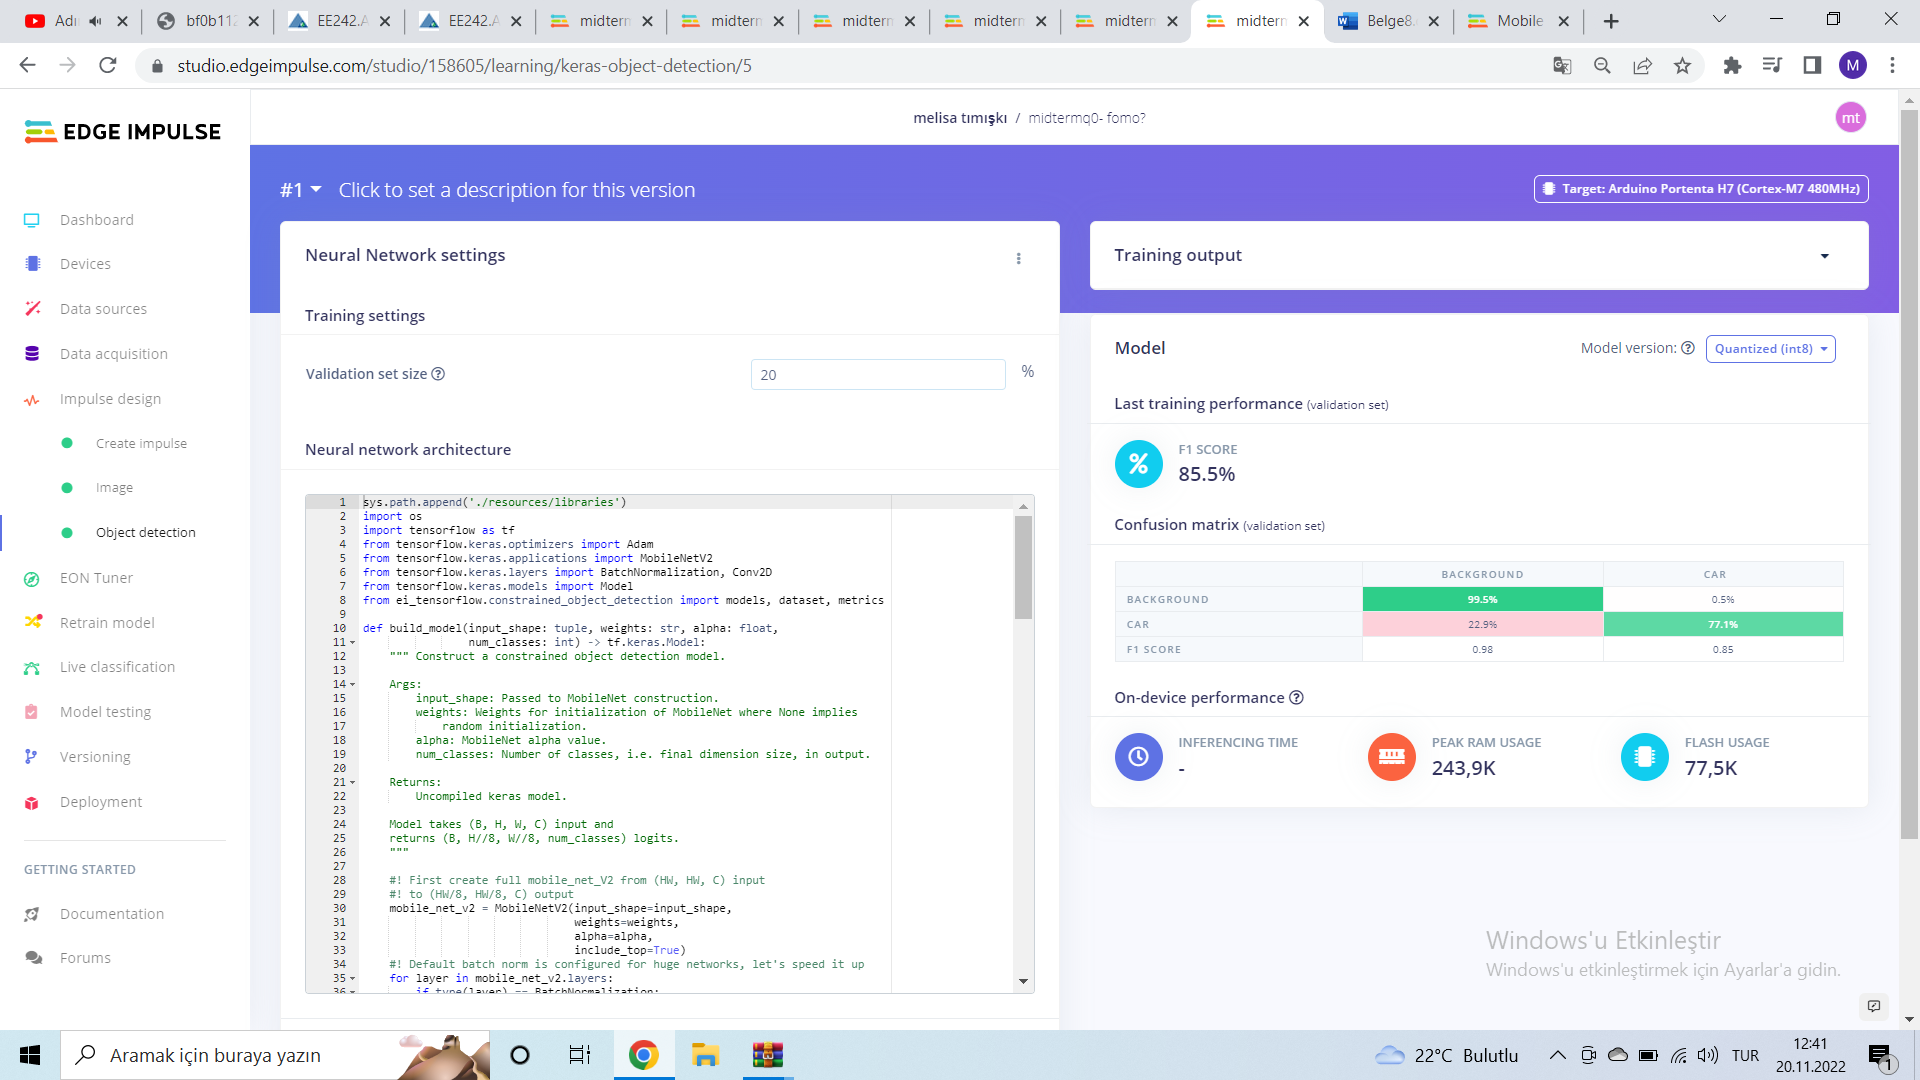 Adı
bf0b112
EE242.A
EE242.A
midterm
midterm
midterm
midterm
midterm
midterm
Belge8.
Mobile
studio.edgeimpulse.com/studio/158605/learning/keras-object-detection/5
M
EDGE IMPULSE
melisa tımışkı / midtermq0- fomo?
mt
#1 Click to set a description for this version
Target: Arduino Portenta H7 (Cortex-M7 480MHz)
Dashboard
Devices
Data sources
Data acquisition
Impulse design
Create impulse
Image
Object detection
EON Tuner
Retrain model
Live classification
Model testing
Versioning
Deployment
GETTING STARTED
Documentation
Forums
Neural Network settings
Training settings
Validation set size ?
20 %
Neural network architecture
1 sys.path.append('./resources/libraries')
2 import os
3 import tensorflow as tf
4 from tensorflow.keras.optimizers import Adam
5 from tensorflow.keras.applications import MobileNetV2
6 from tensorflow.keras.layers import BatchNormalization, Conv2D
7 from tensorflow.keras.models import Model
8 from ei_tensorflow.constrained_object_detection import models, dataset, metrics
9
10 def build_model(input_shape: tuple, weights: str, alpha: float,
11 num_classes: int) -> tf.keras.Model:
12 """ Construct a constrained object detection model.
13
14 Args:
15 input_shape: Passed to MobileNet construction.
16 weights: Weights for initialization of MobileNet where None implies
17 random initialization.
18 alpha: MobileNet alpha value.
19 num_classes: Number of classes, i.e. final dimension size, in output.
20
21 Returns:
22 Uncompiled keras model.
23
24 Model takes (B, H, W, C) input and
25 returns (B, H//8, W//8, num_classes) logits.
26 """
27
28 #! First create full mobile_net_V2 from (HW, HW, C) input
29 #! to (HW/8, HW/8, C) output
30 mobile_net_v2 = MobileNetV2(input_shape=input_shape,
31 weights=weights,
32 alpha=alpha,
33 include_top=True)
34 #! Default batch norm is configured for huge networks, let's speed it up
35 for layer in mobile_net_v2.layers:
36 if type(layer) == BatchNormalization:
Training output
Model
Model version: ? Quantized (int8)
Last training performance (validation set)
% F1 SCORE
85.5%
Confusion matrix (validation set)
BACKGROUND CAR
BACKGROUND 99.5% 0.5%
CAR 22.9% 77.1%
F1 SCORE 0.98 0.85
On-device performance ?
INFERENCING TIME
-
PEAK RAM USAGE
243,9K
FLASH USAGE
77,5K
Windows'u Etkinleştir
Windows'u etkinleştirmek için Ayarlar'a gidin.
Aramak için buraya yazın
22°C Bulutlu
TUR
12:41
20.11.2022
1